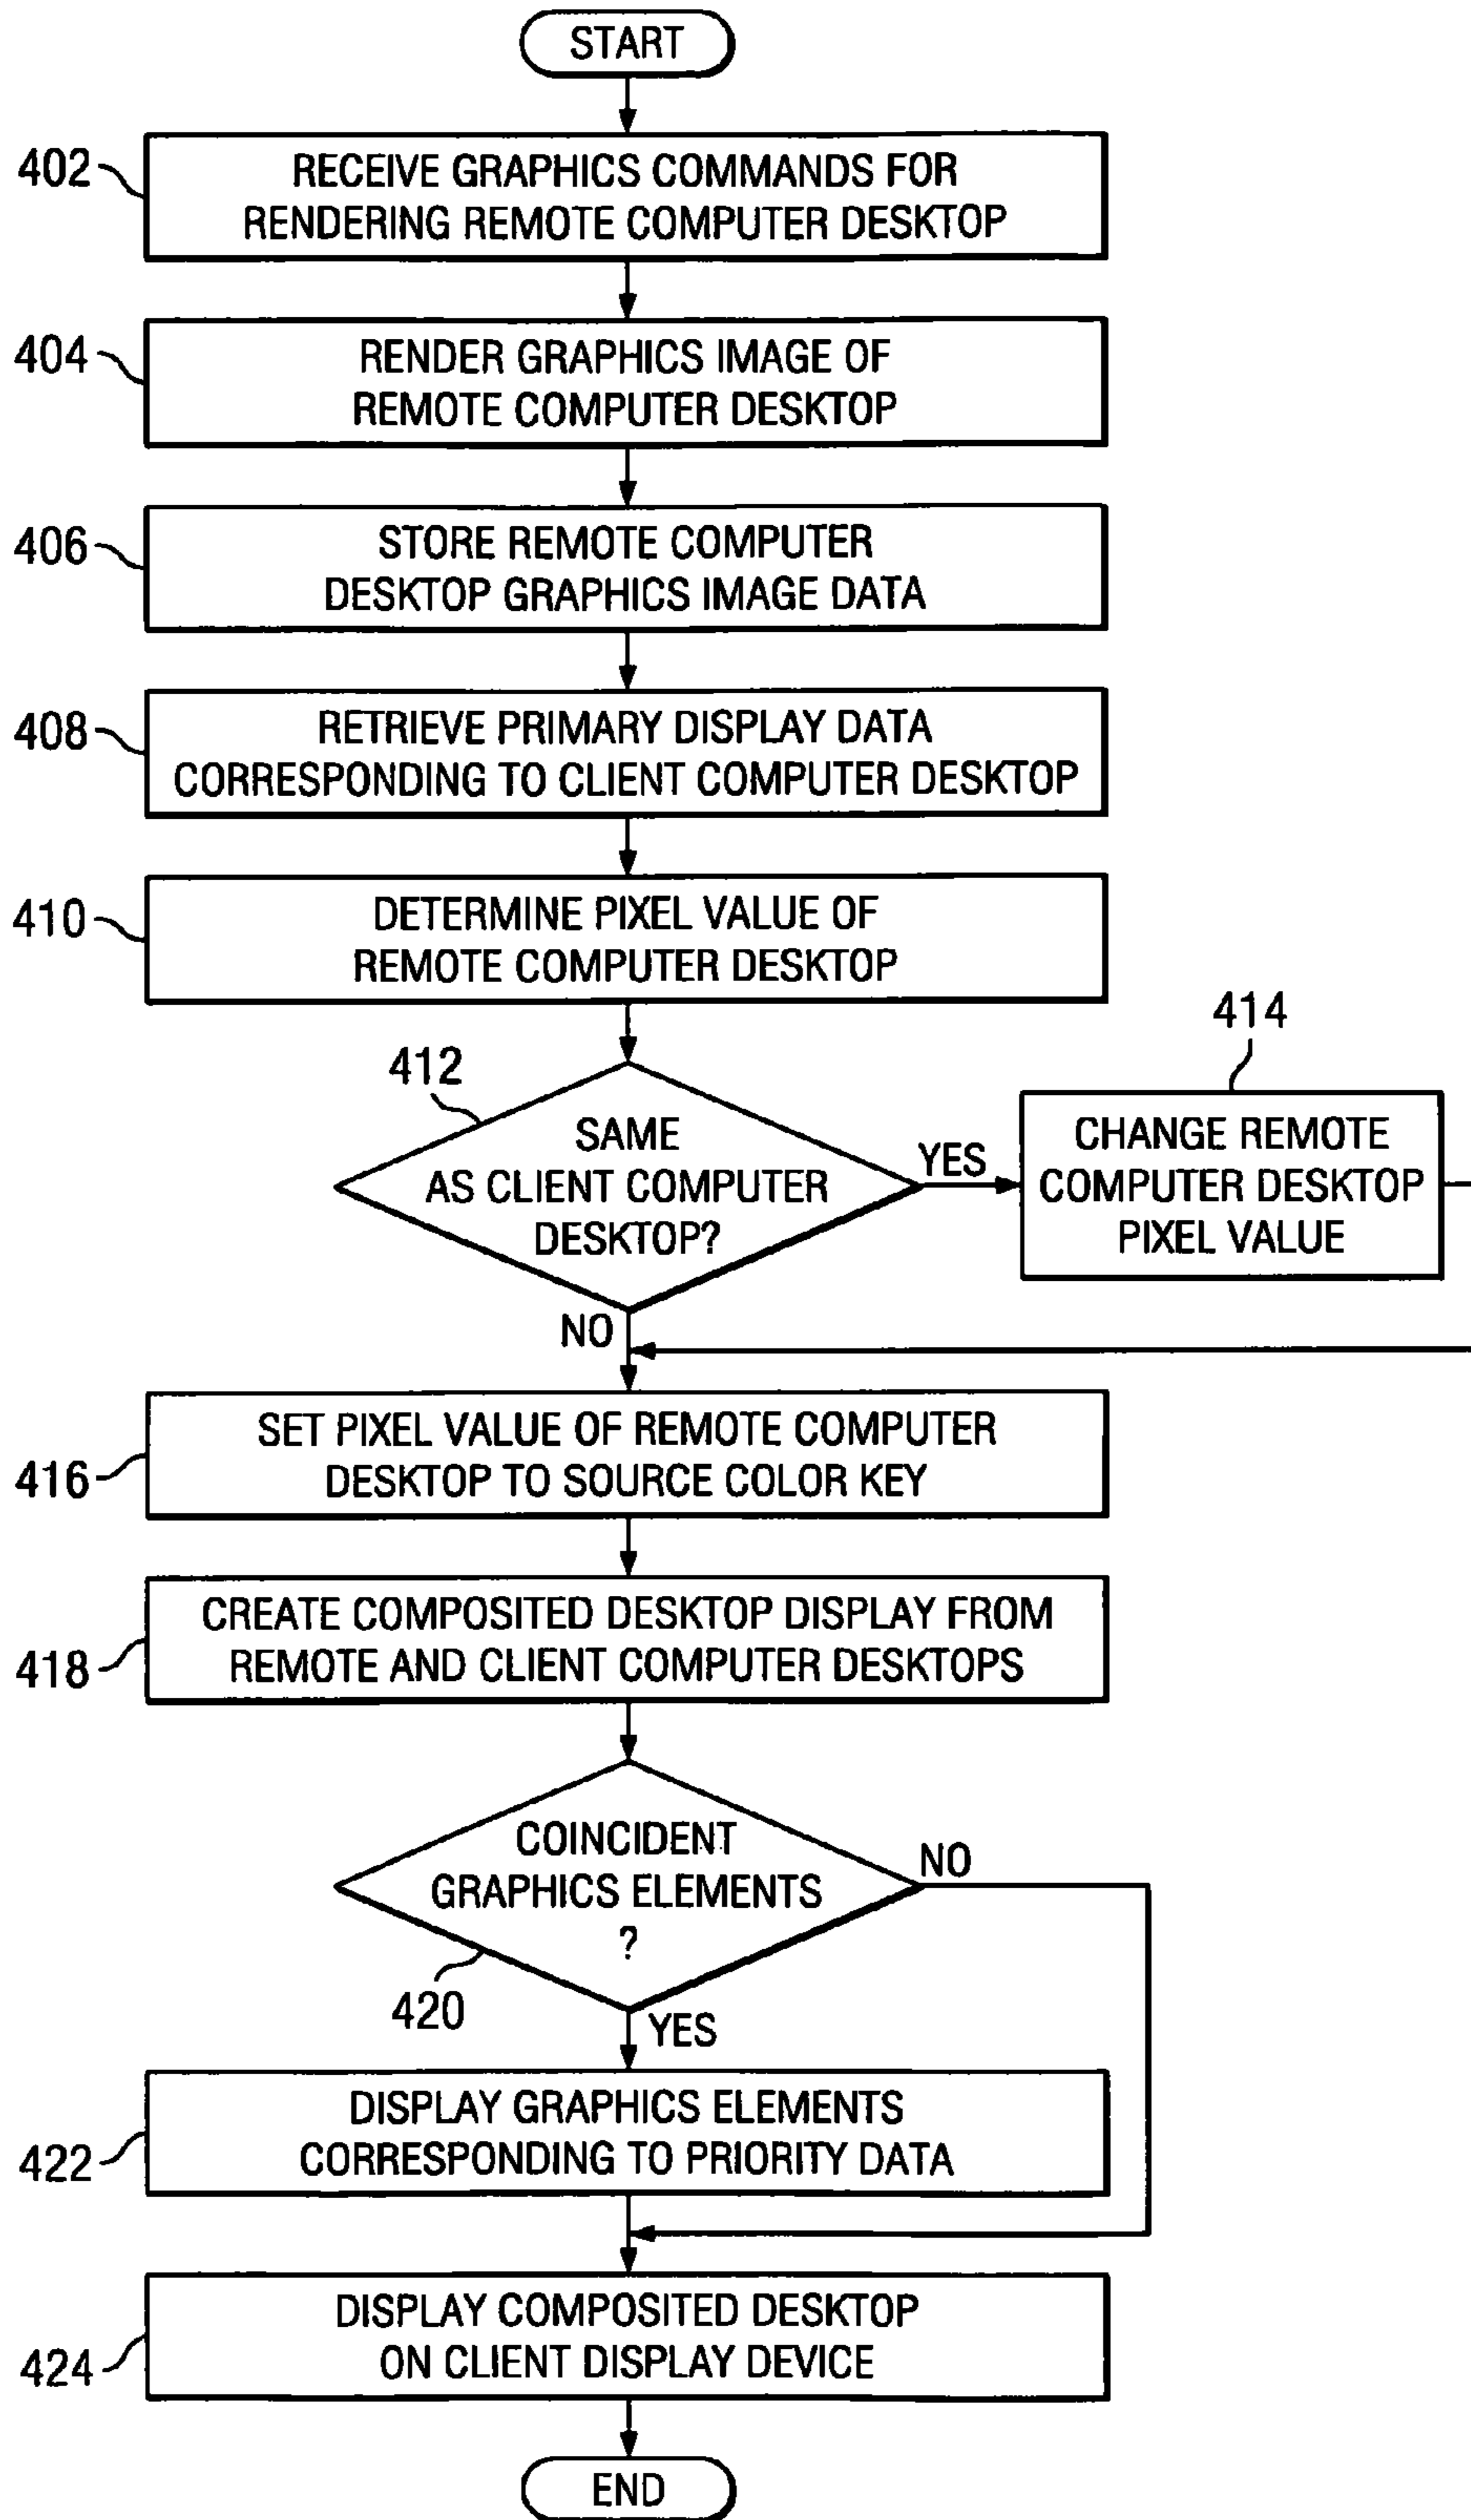 START
402
RECEIVE GRAPHICS COMMANDS FOR
RENDERING REMOTE COMPUTER DESKTOP
404
RENDER GRAPHICS IMAGE OF
REMOTE COMPUTER DESKTOP
406
STORE REMOTE COMPUTER
DESKTOP GRAPHICS IMAGE DATA
408
RETRIEVE PRIMARY DISPLAY DATA
CORRESPONDING TO CLIENT COMPUTER DESKTOP
410
DETERMINE PIXEL VALUE OF
REMOTE COMPUTER DESKTOP
412
SAME
AS CLIENT COMPUTER
DESKTOP?
YES
414
CHANGE REMOTE
COMPUTER DESKTOP
PIXEL VALUE
NO
416
SET PIXEL VALUE OF REMOTE COMPUTER
DESKTOP TO SOURCE COLOR KEY
418
CREATE COMPOSITED DESKTOP DISPLAY FROM
REMOTE AND CLIENT COMPUTER DESKTOPS
COINCIDENT
GRAPHICS ELEMENTS
?
NO
420
YES
422
DISPLAY GRAPHICS ELEMENTS
CORRESPONDING TO PRIORITY DATA
424
DISPLAY COMPOSITED DESKTOP
ON CLIENT DISPLAY DEVICE
END